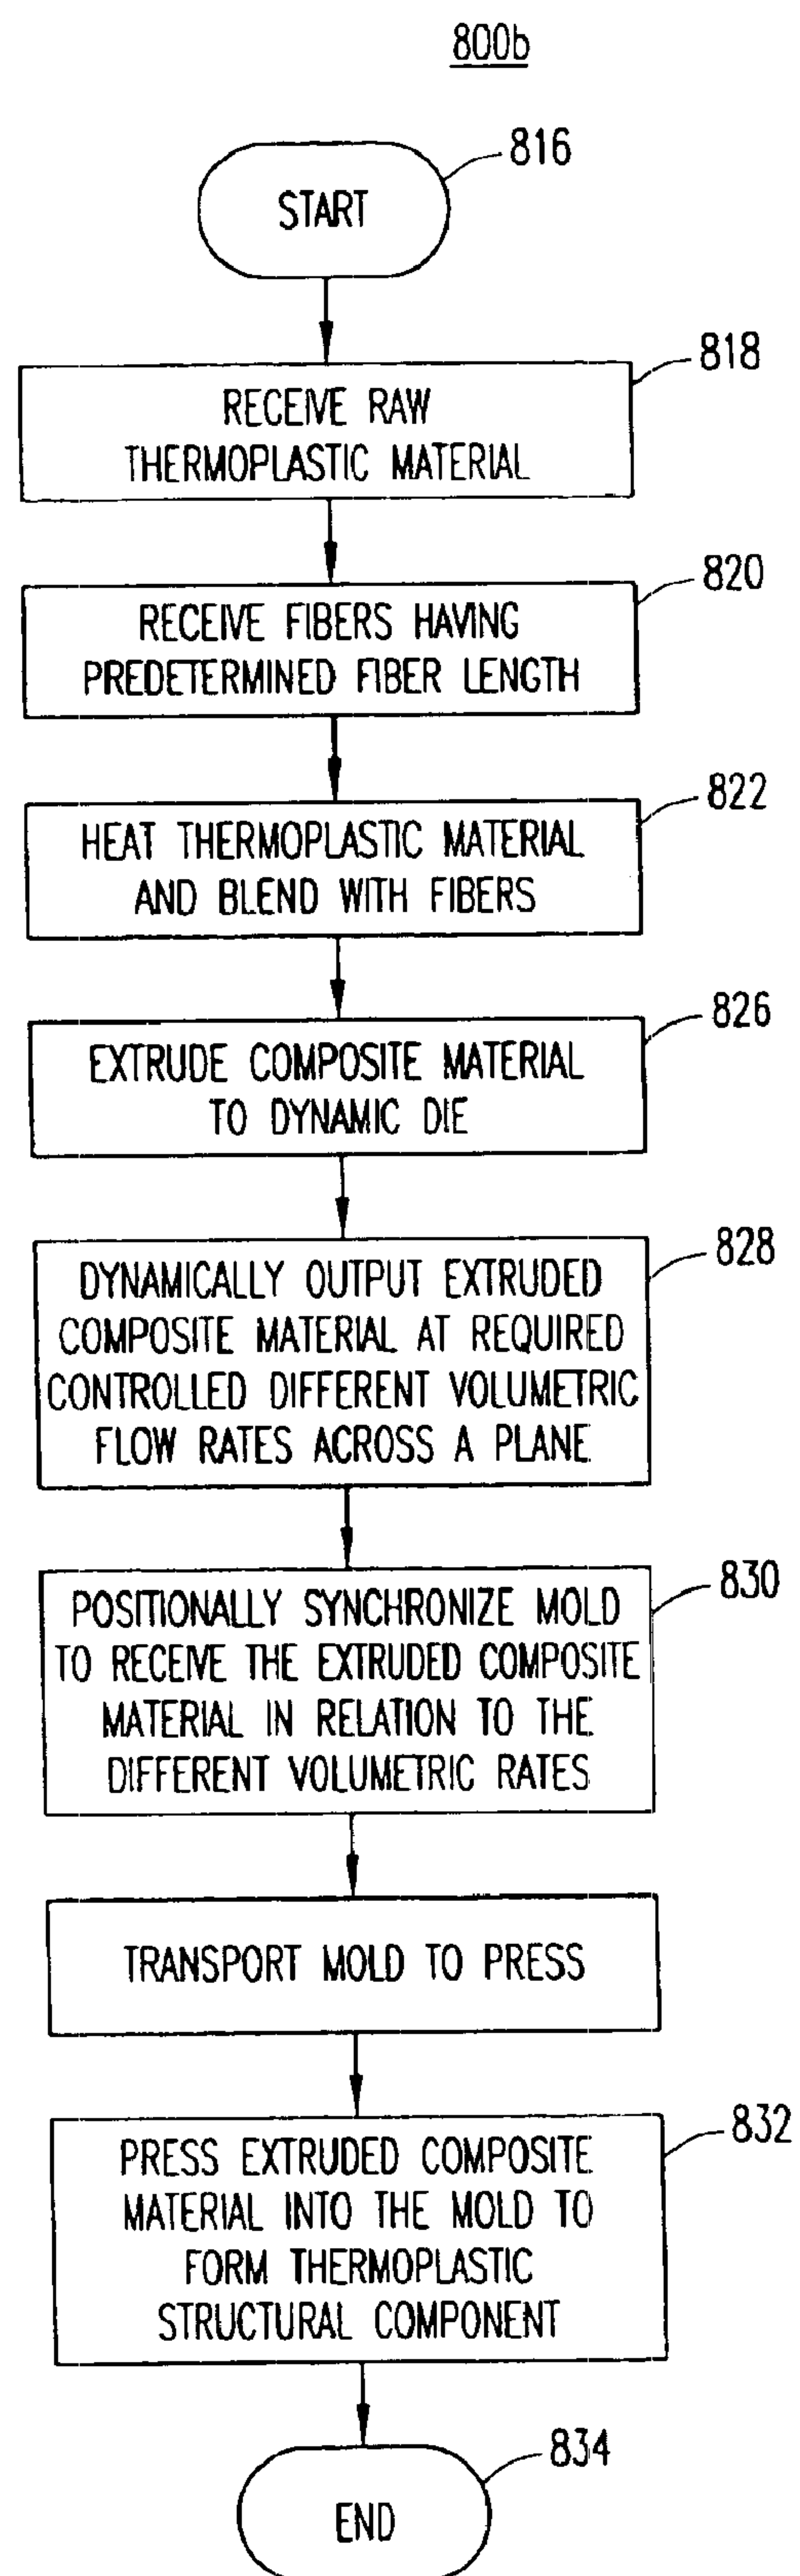 800b
816
START
818
RECEIVE RAW
THERMOPLASTIC MATERIAL
820
RECEIVE FIBERS HAVING
PREDETERMINED FIBER LENGTH
822
HEAT THERMOPLASTIC MATERIAL
AND BLEND WITH FIBERS
826
EXTRUDE COMPOSITE MATERIAL
TO DYNAMIC DIE
828
DYNAMICALLY OUTPUT EXTRUDED
COMPOSITE MATERIAL AT REQUIRED
CONTROLLED DIFFERENT VOLUMETRIC
FLOW RATES ACROSS A PLANE
830
POSITIONALLY SYNCHRONIZE MOLD
TO RECEIVE THE EXTRUDED COMPOSITE
MATERIAL IN RELATION TO THE
DIFFERENT VOLUMETRIC RATES
TRANSPORT MOLD TO PRESS
832
PRESS EXTRUDED COMPOSITE
MATERIAL INTO THE MOLD TO
FORM THERMOPLASTIC
STRUCTURAL COMPONENT
834
END